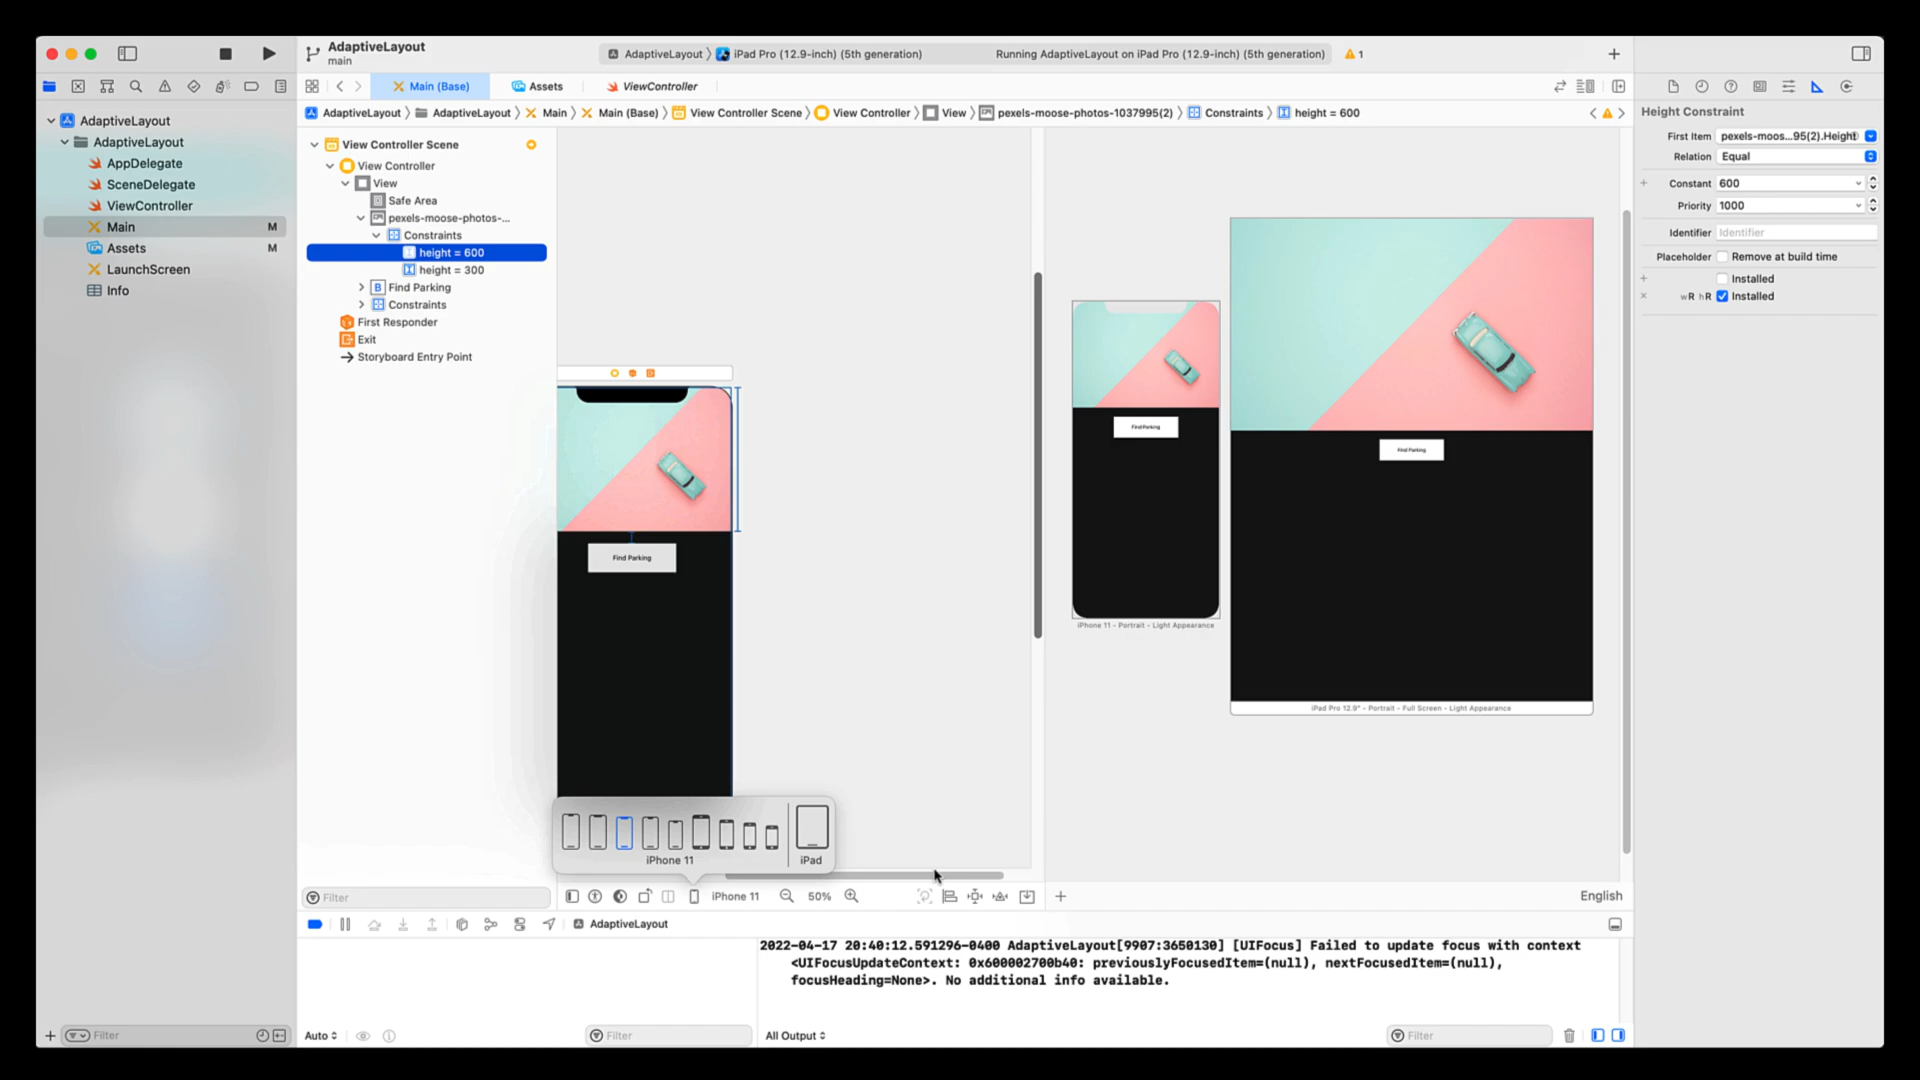 AdaptiveLayout
main
AdaptiveLayout
iPad Pro (12.9-inch) (5th generation)
Running AdaptiveLayout on iPad Pro (12.9-inch) (5th generation)
1
Main (Base)
Assets
ViewController
AdaptiveLayout
AdaptiveLayout
Main
Main (Base)
View Controller Scene
View Controller
View
pexels-moose-photos-1037995(2)
Constraints
height = 600
AdaptiveLayout
AdaptiveLayout
AppDelegate
SceneDelegate
ViewController
Main M
Assets M
LaunchScreen
Info
View Controller Scene
View Controller
View
Safe Area
pexels-moose-photos-...
Constraints
height = 600
height = 300
B Find Parking
Constraints
First Responder
Exit
Storyboard Entry Point
Find Parking
Find Parking
iPhone 11 - Portrait - Light Appearance
Find Parking
iPad Pro 12.9" - Portrait - Full Screen - Light Appearance
Height Constraint
First Item pexels-moos...95(2).Height
Relation Equal
Constant 600
Priority 1000
Identifier Identifier
Placeholder Remove at build time
Installed
wR hR Installed
iPhone 11
iPad
Filter
iPhone 11
50%
English
AdaptiveLayout
2022-04-17 20:40:12.591296-0400 AdaptiveLayout[9907:3650130] [UIFocus] Failed to update focus with context
<UIFocusUpdateContext: 0x600002700b40: previouslyFocusedItem=(null), nextFocusedItem=(null),
focusHeading=None>. No additional info available.
Filter
Auto
Filter
All Output
Filter